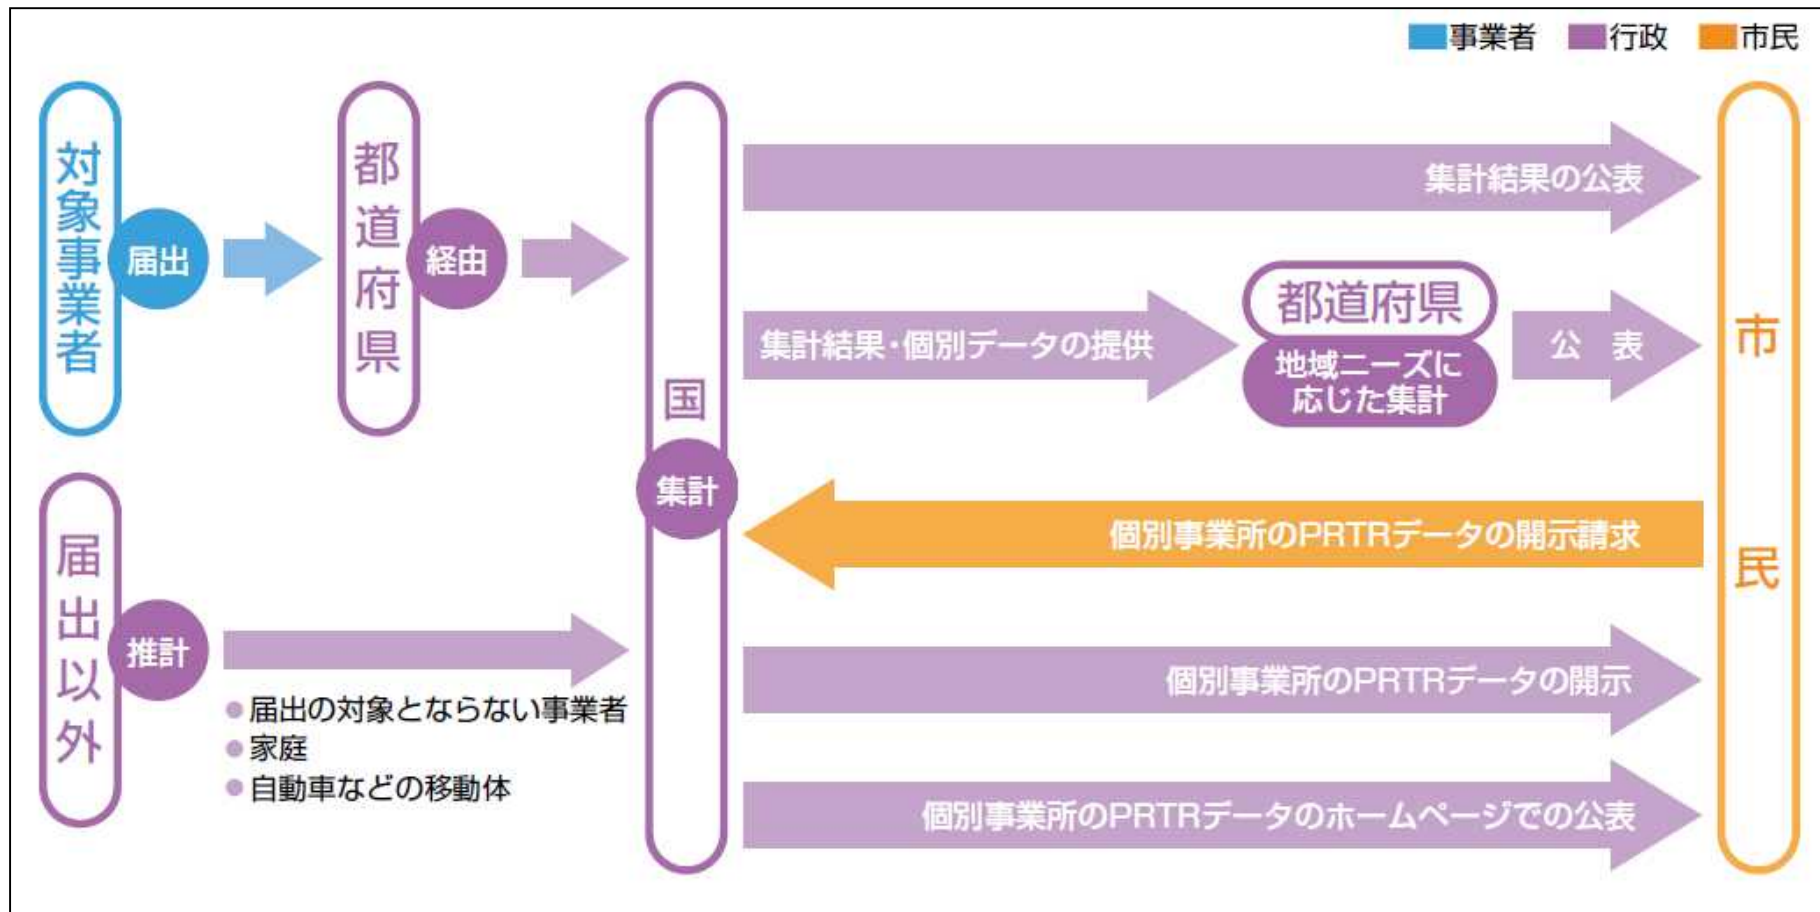 事業者 行政 市民
対象事業者
届出
都道府県
経由
国
集計
集計結果の公表
集計結果・個別データの提供
都道府県
地域ニーズに
応じた集計
公 表
個別事業所のPRTRデータの開示請求
届出以外
推計
届出の対象とならない事業者
家庭
自動車などの移動体
個別事業所のPRTRデータの開示
個別事業所のPRTRデータのホームページでの公表
市民